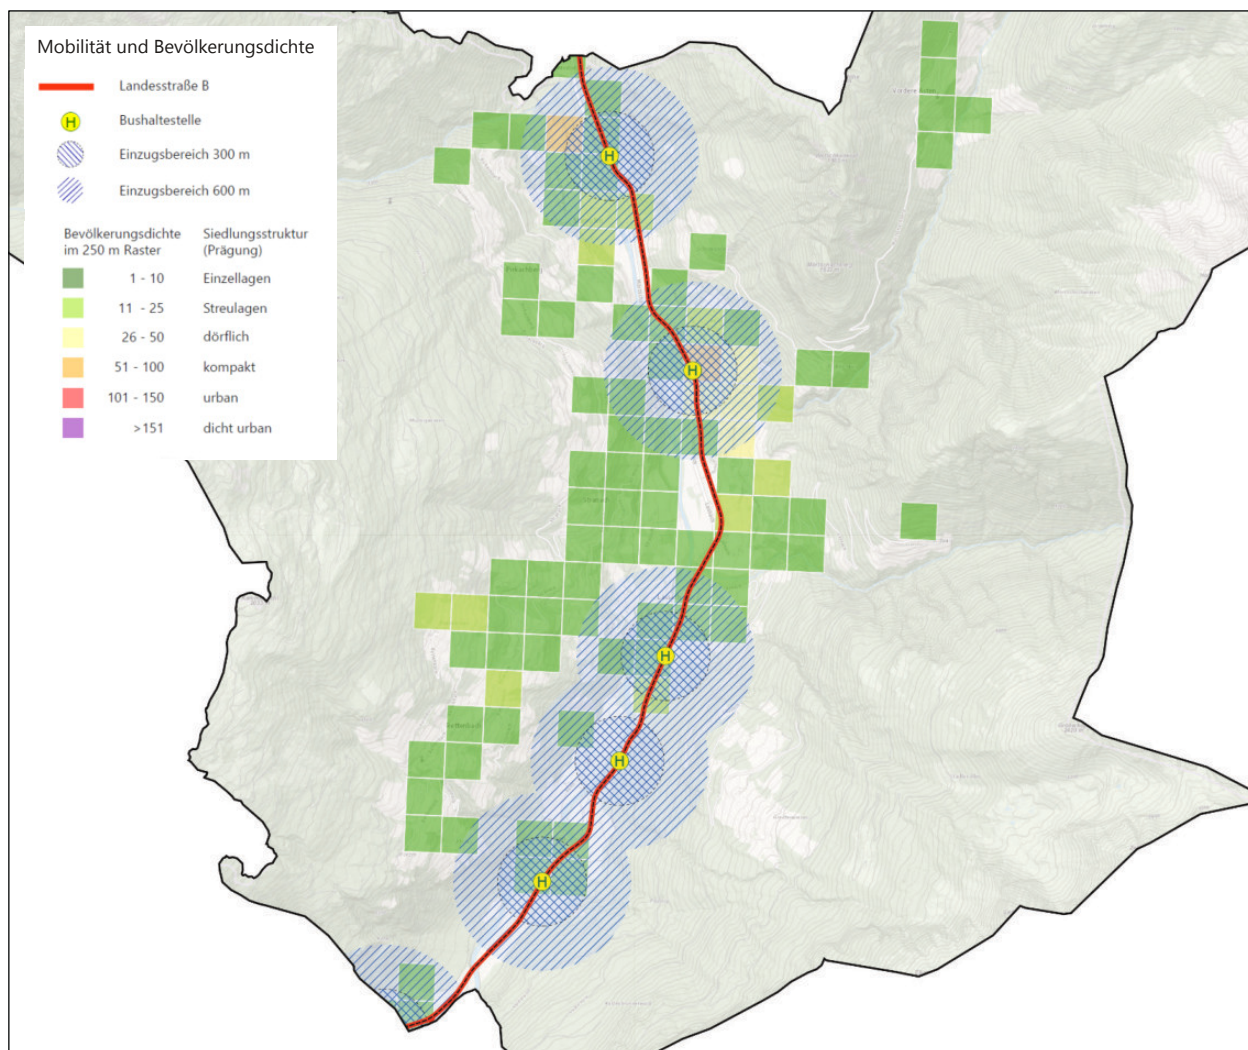 Mobilität und Bevölkerungsdichte
Landesstraße B
H Bushaltestelle
Einzugsbereich 300 m
Einzugsbereich 600 m
Bevölkerungsdichte Siedlungsstruktur
im 250 m Raster (Prägung)
1 - 10 Einzellagen
11 - 25 Streulagen
26 - 50 dörflich
51 - 100 kompakt
101 - 150 urban
>151 dicht urban
H
H
H
H
H